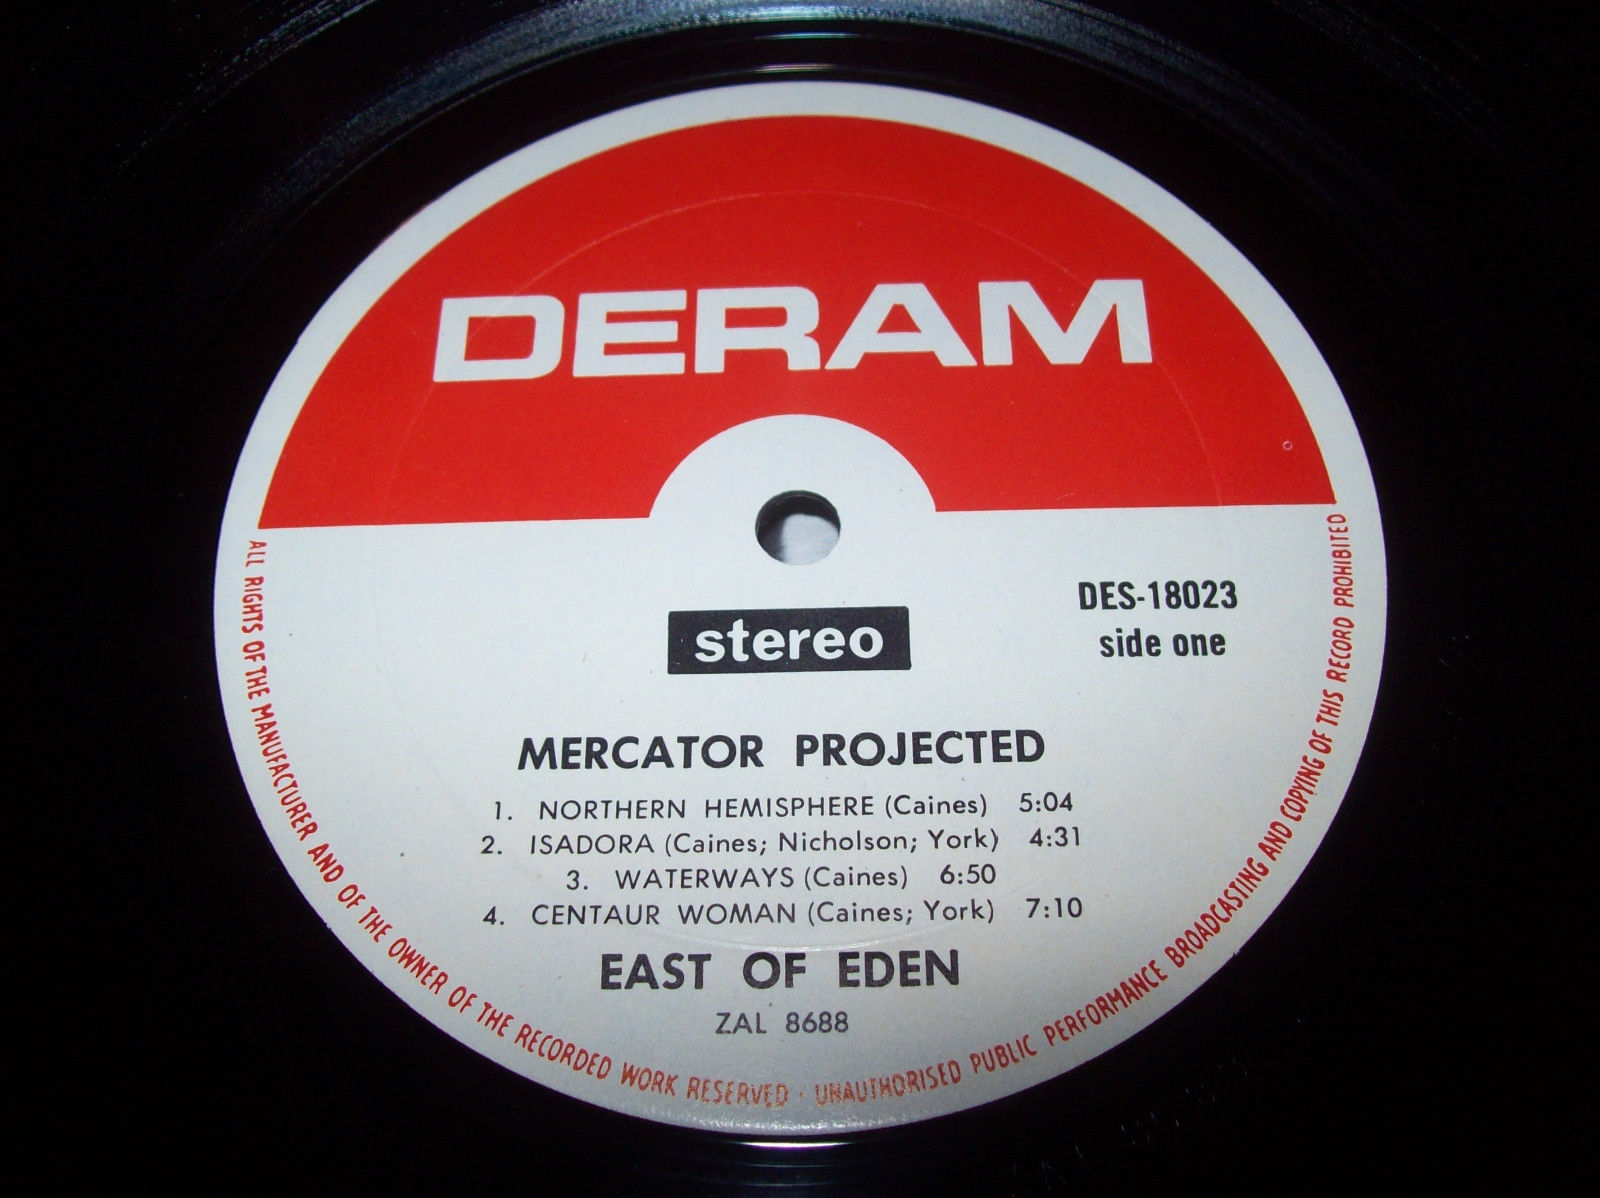 DERAM
stereo
DES-18023
side one
MERCATOR PROJECTED
1. NORTHERN HEMISPHERE (Caines) 5:04
2. ISADORA (Caines; Nicholson; York) 4:31
3. WATERWAYS (Caines) 6:50
4. CENTAUR WOMAN (Caines; York) 7:10
EAST OF EDEN
ZAL 8688
ALL RIGHTS OF THE MANUFACTURER AND OF THE OWNER OF THE RECORDED WORK RESERVED · UNAUTHORISED PUBLIC PERFORMANCE BROADCASTING AND COPYING OF THIS RECORD PROHIBITED